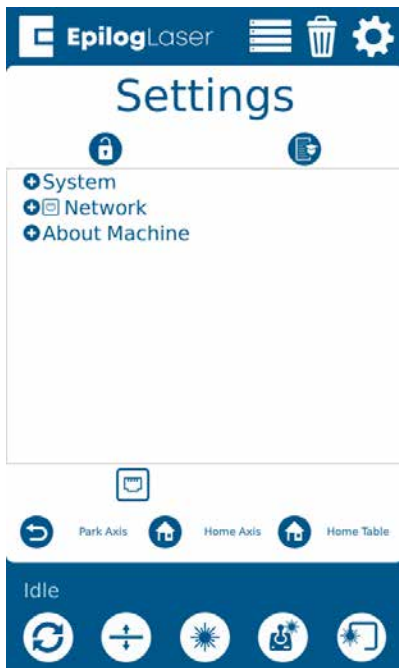 EpilogLaser
Settings
System
Network
About Machine
Park Axis Home Axis Home Table
Idle